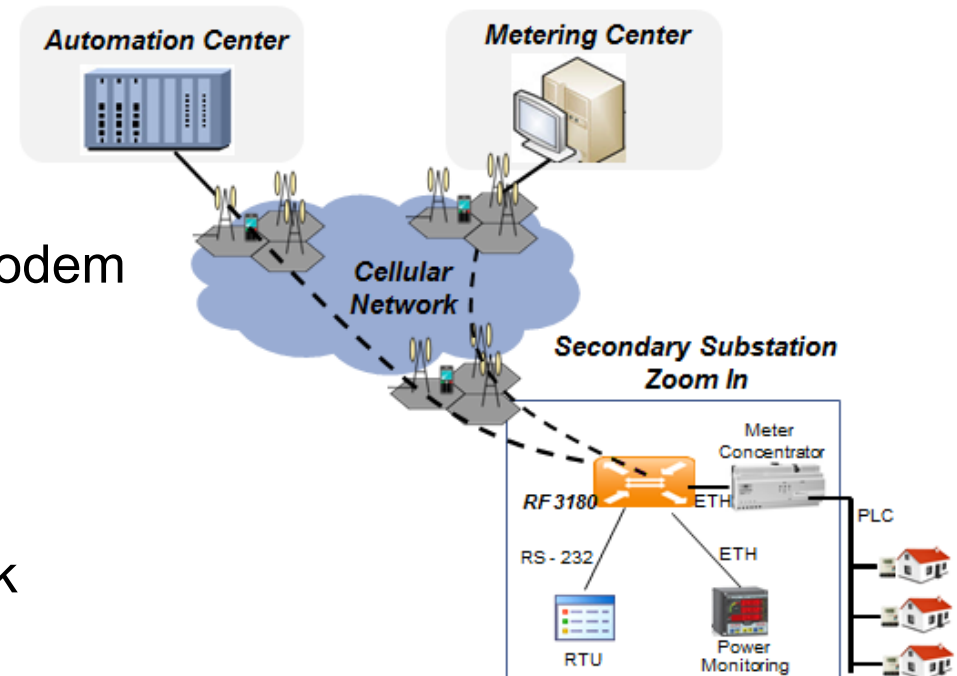 Automation Center
Metering Center
odem
Cellular
Network
Secondary Substation
Zoom In
Meter
Concentrator
RF 3180
ETH
PLC
RS - 232
ETH
k
RTU
Power
Monitoring